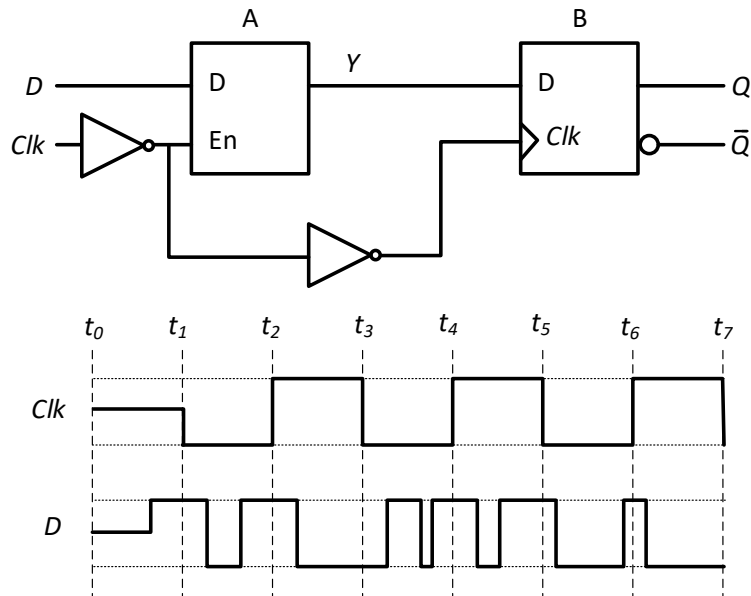 A B
D D Y D Q
Clk En Clk Q̄
t₀ t₁ t₂ t₃ t₄ t₅ t₆ t₇
Clk
D